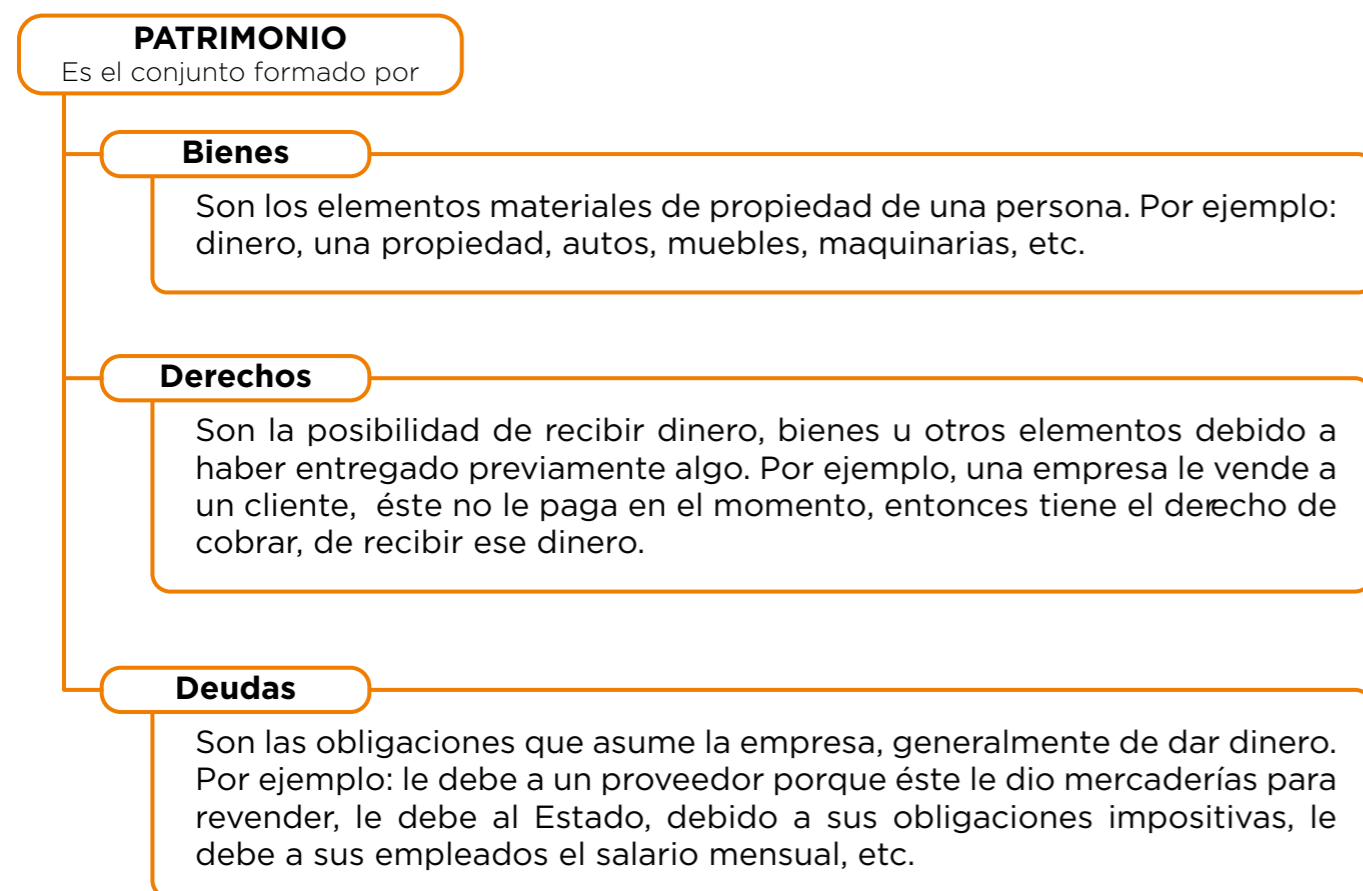 PATRIMONIO
Es el conjunto formado por
Bienes
Son los elementos materiales de propiedad de una persona. Por ejemplo:
dinero, una propiedad, autos, muebles, maquinarias, etc.
Derechos
Son la posibilidad de recibir dinero, bienes u otros elementos debido a
haber entregado previamente algo. Por ejemplo, una empresa le vende a
un cliente, éste no le paga en el momento, entonces tiene el derecho de
cobrar, de recibir ese dinero.
Deudas
Son las obligaciones que asume la empresa, generalmente de dar dinero.
Por ejemplo: le debe a un proveedor porque éste le dio mercaderías para
revender, le debe al Estado, debido a sus obligaciones impositivas, le
debe a sus empleados el salario mensual, etc.